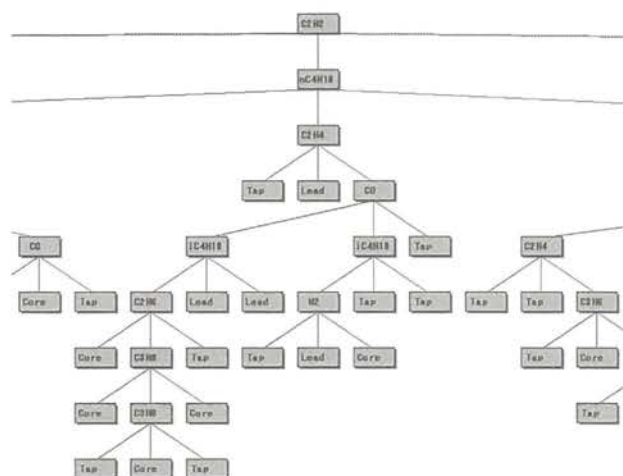 C2H2
nC4H10
C2H4
Tap Lead CO
CO iC4H10 iC4H10 Tap C2H4
Core Tap C2H6 Lead Lead H2 Tap Tap Tap Tap C3H6
Core C3H8 Tap Tap Lead Core Tap Core
Core C3H8 Core Tap
Tap Core Tap